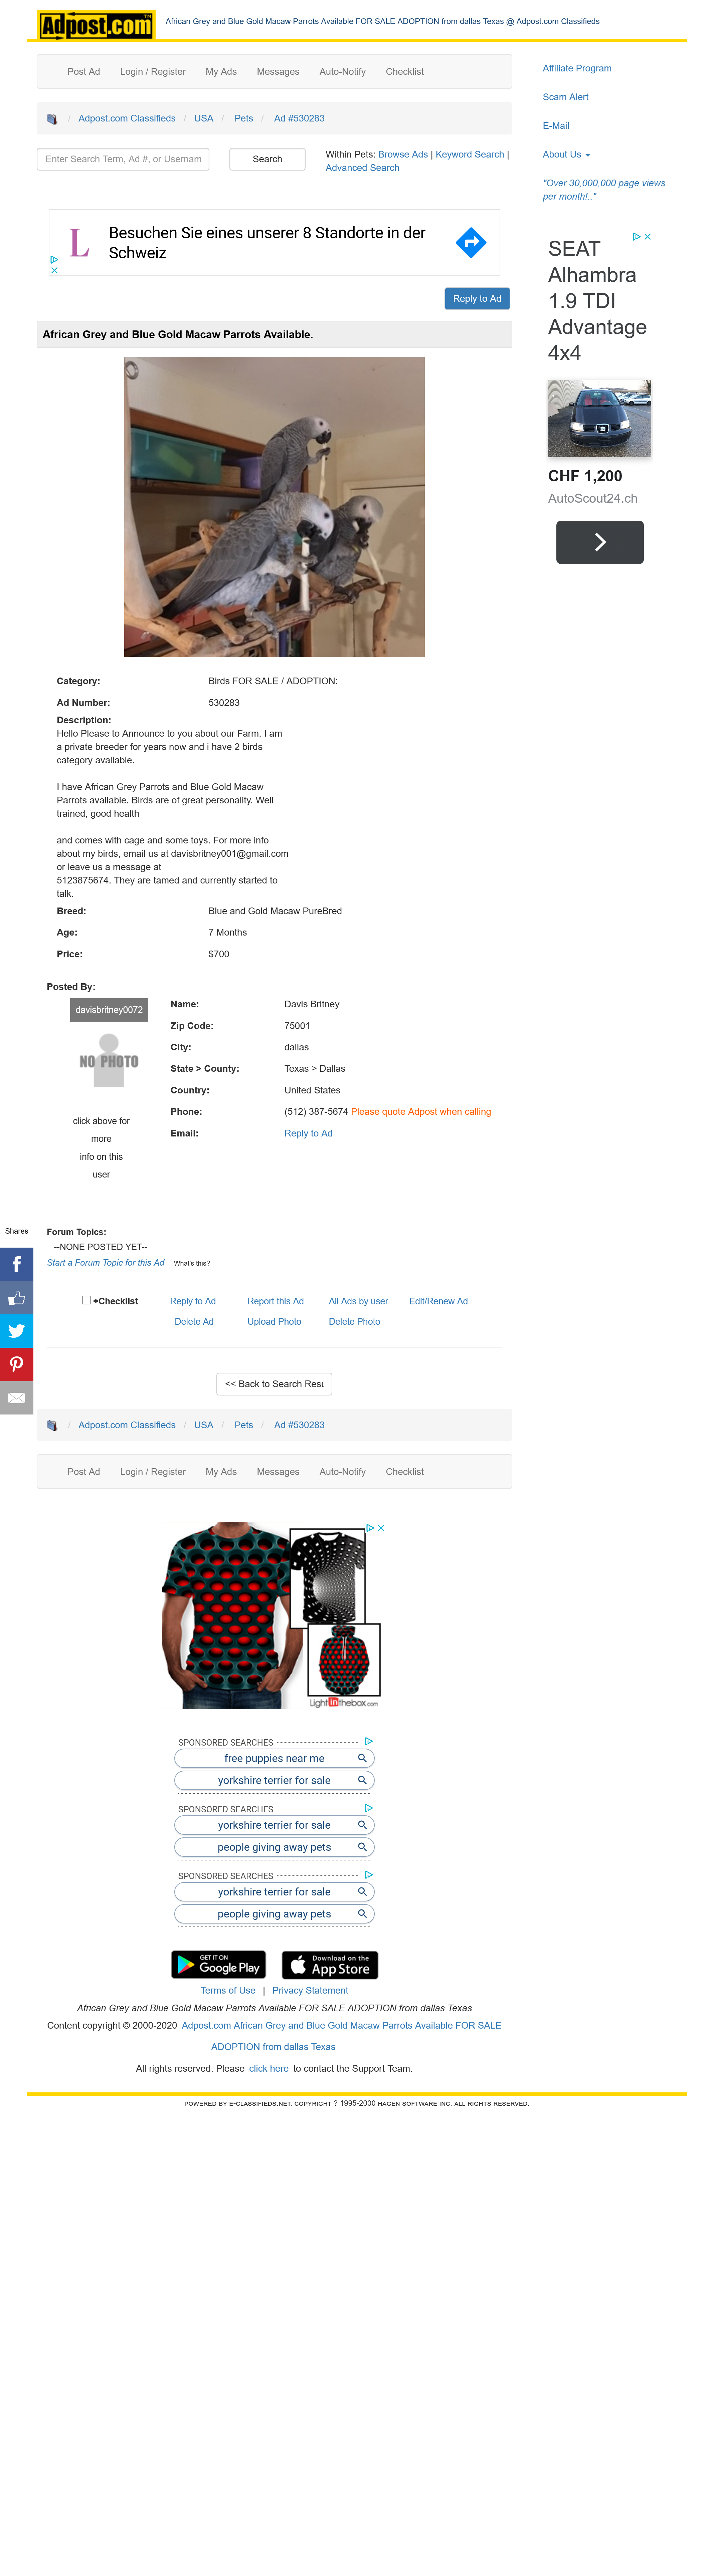 Adpost.com TM
African Grey and Blue Gold Macaw Parrots Available FOR SALE ADOPTION from dallas Texas @ Adpost.com Classifieds
Post Ad Login / Register My Ads Messages Auto-Notify Checklist
/ Adpost.com Classifieds / USA / Pets / Ad #530283
Enter Search Term, Ad #, or Usernam
Search
Within Pets: Browse Ads | Keyword Search |
Advanced Search
Affiliate Program
Scam Alert
E-Mail
About Us
"Over 30,000,000 page views
per month!.."
L
Besuchen Sie eines unserer 8 Standorte in der
Schweiz
SEAT
Alhambra
1.9 TDI
Advantage
4x4
CHF 1,200
AutoScout24.ch
Reply to Ad
African Grey and Blue Gold Macaw Parrots Available.
Category: Birds FOR SALE / ADOPTION:
Ad Number: 530283
Description:
Hello Please to Announce to you about our Farm. I am
a private breeder for years now and i have 2 birds
category available.
I have African Grey Parrots and Blue Gold Macaw
Parrots available. Birds are of great personality. Well
trained, good health
and comes with cage and some toys. For more info
about my birds, email us at davisbritney001@gmail.com
or leave us a message at
5123875674. They are tamed and currently started to
talk.
Breed: Blue and Gold Macaw PureBred
Age: 7 Months
Price: $700
Posted By:
davisbritney0072
NO PHOTO
click above for
more
info on this
user
Name: Davis Britney
Zip Code: 75001
City: dallas
State > County: Texas > Dallas
Country: United States
Phone: (512) 387-5674 Please quote Adpost when calling
Email: Reply to Ad
Shares
Forum Topics:
--NONE POSTED YET--
Start a Forum Topic for this Ad What's this?
+Checklist Reply to Ad Report this Ad All Ads by user Edit/Renew Ad
Delete Ad Upload Photo Delete Photo
<< Back to Search Resu
/ Adpost.com Classifieds / USA / Pets / Ad #530283
Post Ad Login / Register My Ads Messages Auto-Notify Checklist
Light in the box.com
SPONSORED SEARCHES
free puppies near me
yorkshire terrier for sale
SPONSORED SEARCHES
yorkshire terrier for sale
people giving away pets
SPONSORED SEARCHES
yorkshire terrier for sale
people giving away pets
GET IT ON
Google Play
Download on the
App Store
Terms of Use | Privacy Statement
African Grey and Blue Gold Macaw Parrots Available FOR SALE ADOPTION from dallas Texas
Content copyright © 2000-2020 Adpost.com African Grey and Blue Gold Macaw Parrots Available FOR SALE
ADOPTION from dallas Texas
All rights reserved. Please click here to contact the Support Team.
POWERED BY E-CLASSIFIEDS.NET. COPYRIGHT ? 1995-2000 HAGEN SOFTWARE INC. ALL RIGHTS RESERVED.